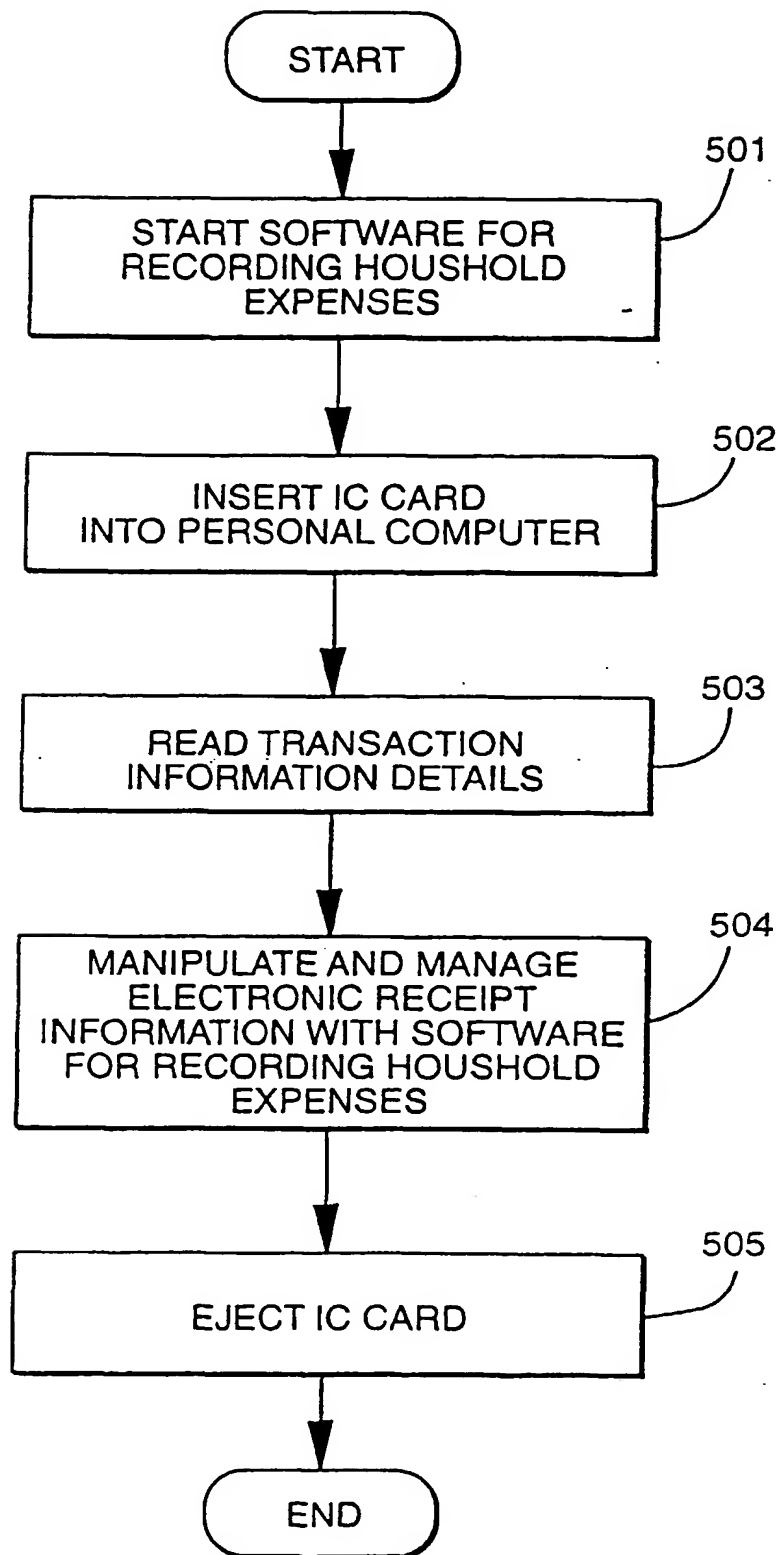 START
501
START SOFTWARE FOR
RECORDING HOUSHOLD
EXPENSES
502
INSERT IC CARD
INTO PERSONAL COMPUTER
503
READ TRANSACTION
INFORMATION DETAILS
504
MANIPULATE AND MANAGE
ELECTRONIC RECEIPT
INFORMATION WITH SOFTWARE
FOR RECORDING HOUSHOLD
EXPENSES
505
EJECT IC CARD
END